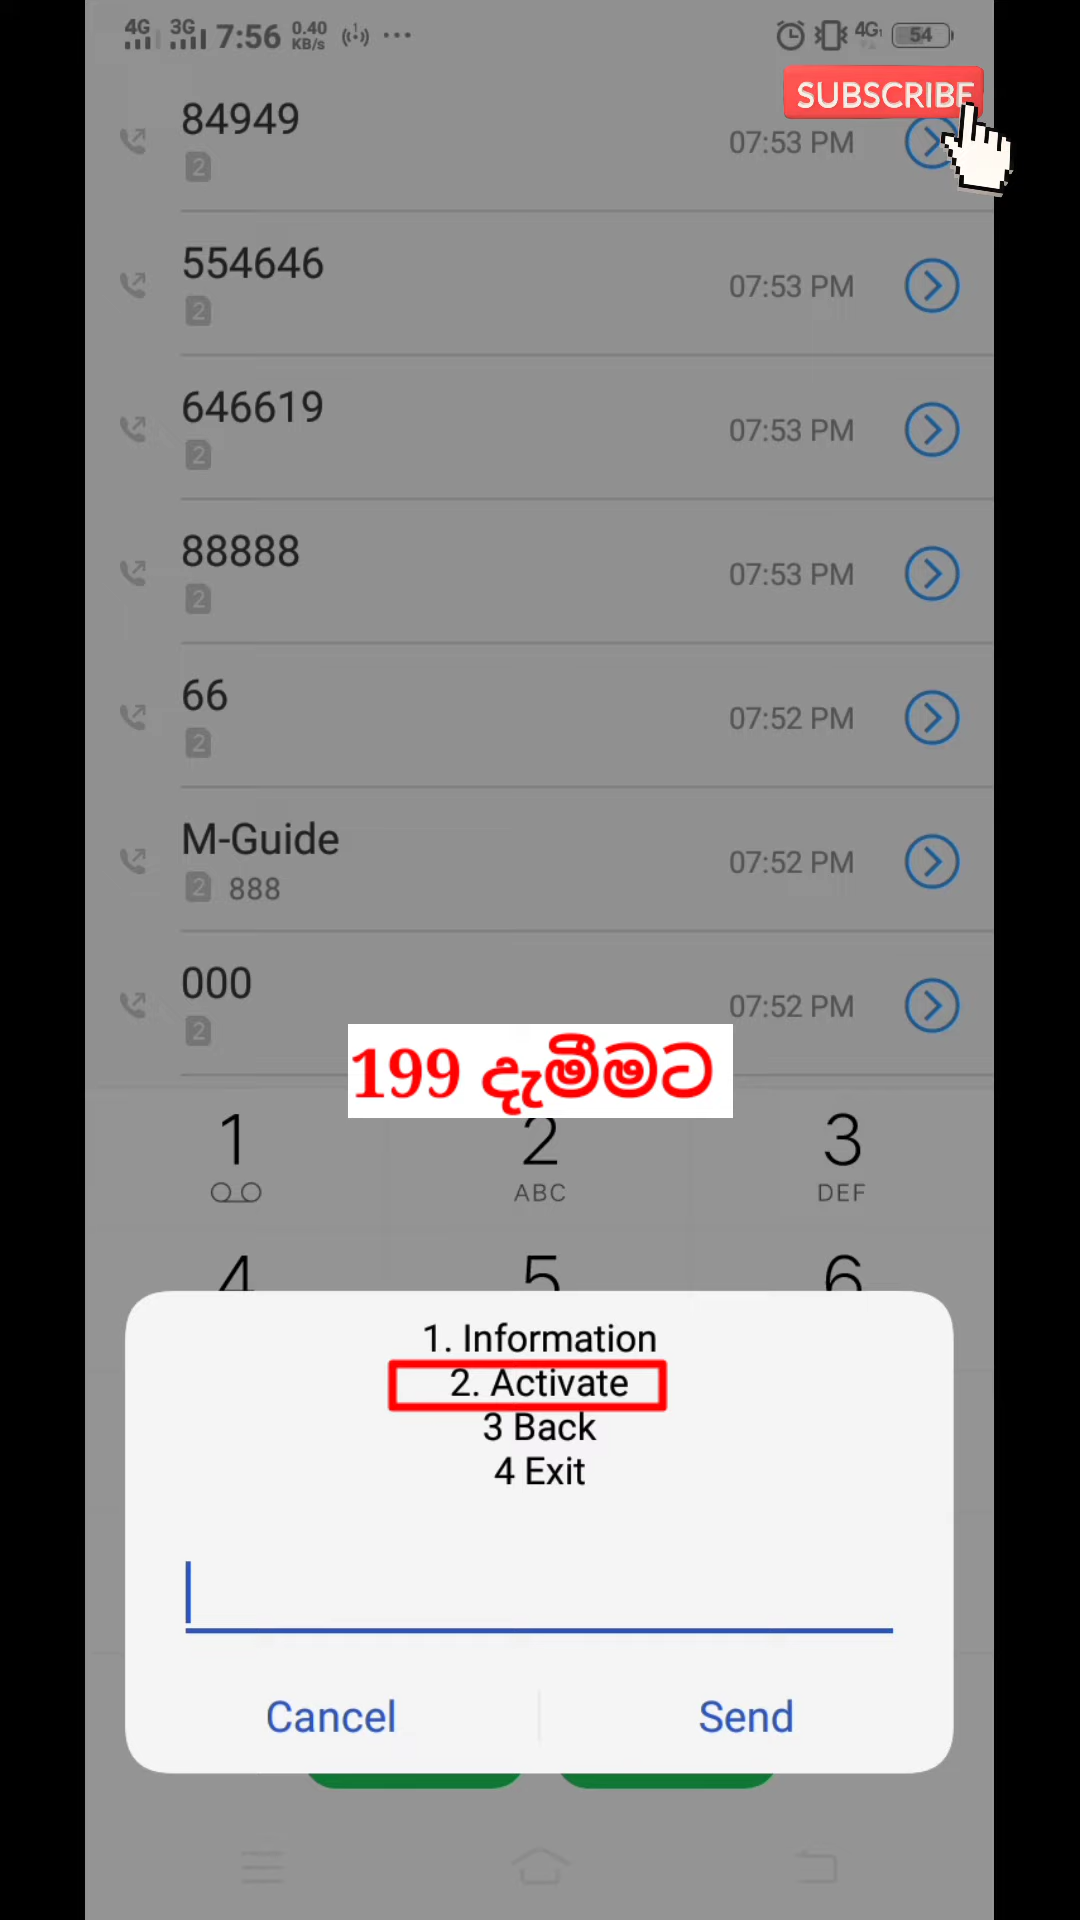 4G 3G 7:56 0.40 KB/s 4G 54
SUBSCRIBE
84949
2
07:53 PM
554646
2
07:53 PM
646619
2
07:53 PM
88888
2
07:53 PM
66
2
07:52 PM
M-Guide
2 888
07:52 PM
000
2
07:52 PM
199 දැමීමට
1 2 3
ABC DEF
4 5 6
1. Information
2. Activate
3 Back
4 Exit
Cancel Send